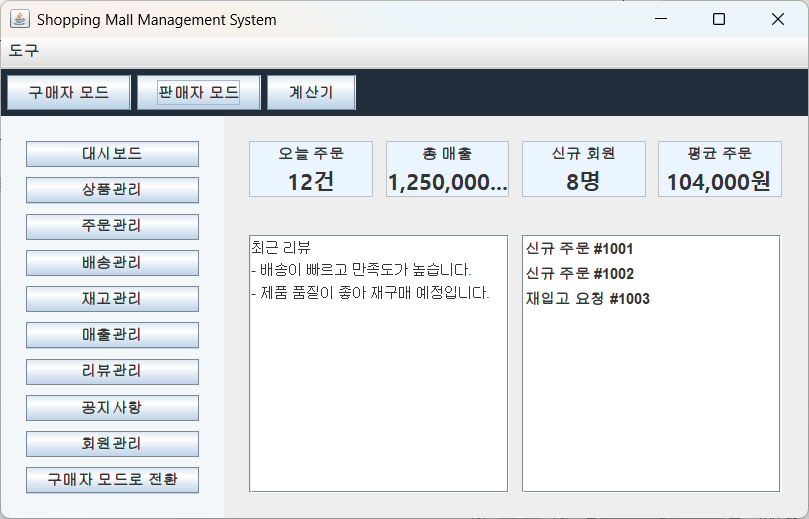 Shopping Mall Management System
도구
구매자 모드
판매자 모드
계산기
대시보드
상품관리
주문관리
배송관리
재고관리
매출관리
리뷰관리
공지사항
회원관리
구매자 모드로 전환
오늘 주문
12건
총 매출
1,250,000...
신규 회원
8명
평균 주문
104,000원
최근 리뷰
- 배송이 빠르고 만족도가 높습니다.
- 제품 품질이 좋아 재구매 예정입니다.
신규 주문 #1001
신규 주문 #1002
재입고 요청 #1003